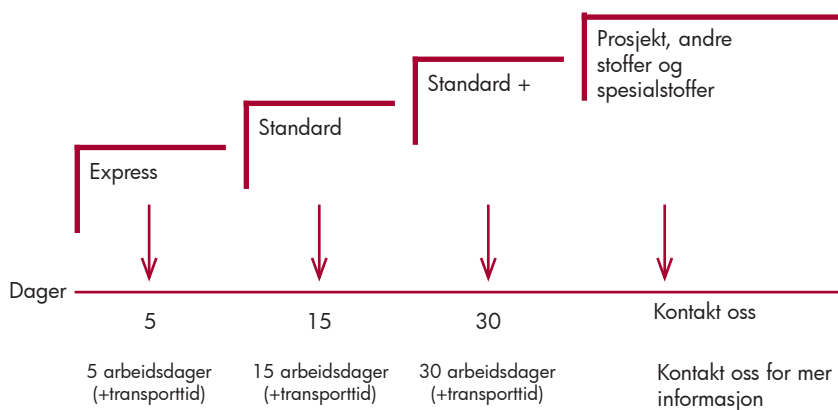 Prosjekt, andre
stoffer og
spesialstoffer
Standard +
Standard
Express
Dager
5
15
30
Kontakt oss
5 arbeidsdager
(+transporttid)
15 arbeidsdager
(+transporttid)
30 arbeidsdager
(+transporttid)
Kontakt oss for mer
informasjon